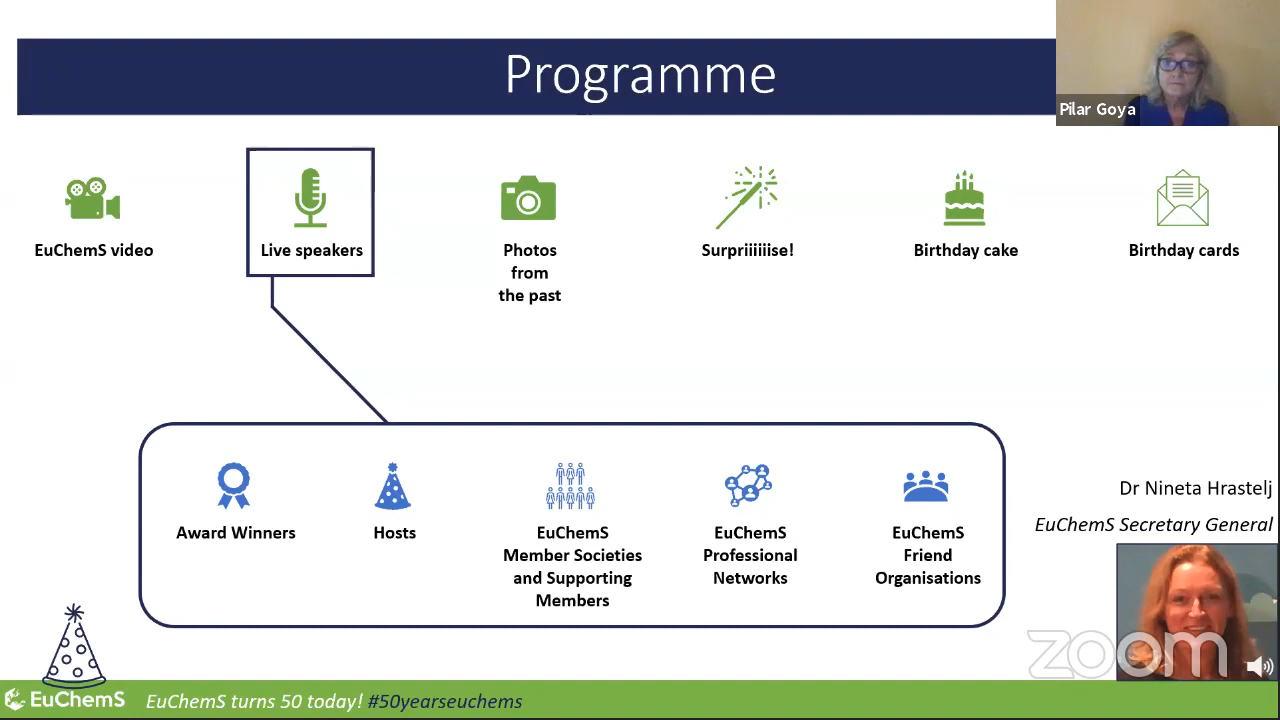 Programme
Pilar Goya
EuChemS video
Live speakers
Photos
from
the past
Surpriiiiiise!
Birthday cake
Birthday cards
Award Winners
Hosts
EuChemS
Member Societies
and Supporting
Members
EuChemS
Professional
Networks
EuChemS
Friend
Organisations
Dr Nineta Hrastelj
EuChemS Secretary General
zoom
EuChemS
EuChemS turns 50 today! #50yearseuchems